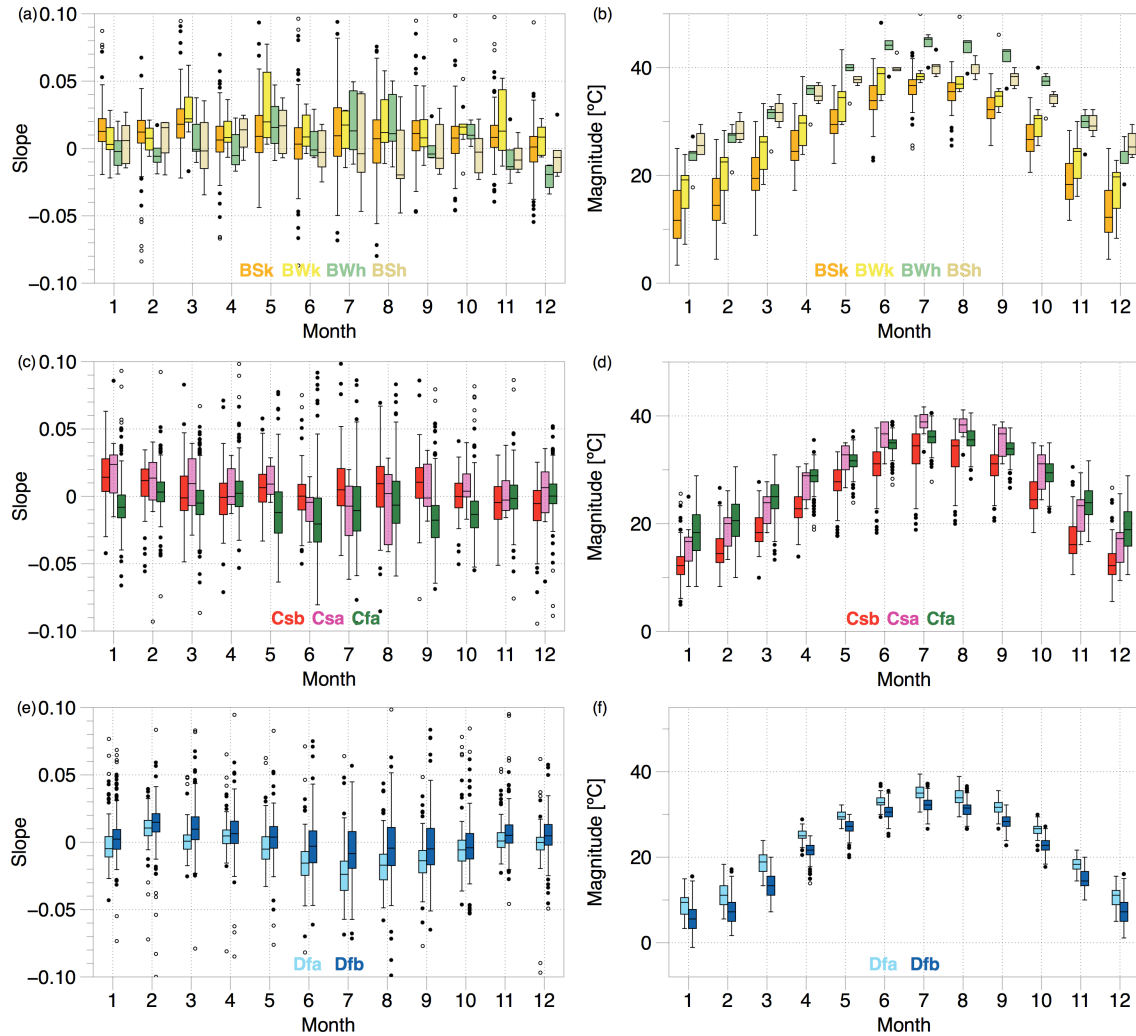 (a)
Slope
0.10
0.05
0
−0.05
−0.10
BSk BWk BWh BSh
1 2 3 4 5 6 7 8 9 10 11 12
Month
(b)
Magnitude [ºC]
40
20
0
BSk BWk BWh BSh
1 2 3 4 5 6 7 8 9 10 11 12
Month
(c)
Slope
0.10
0.05
0
−0.05
−0.10
Csb Csa Cfa
1 2 3 4 5 6 7 8 9 10 11 12
Month
(d)
Magnitude [ºC]
40
20
0
Csb Csa Cfa
1 2 3 4 5 6 7 8 9 10 11 12
Month
(e)
Slope
0.10
0.05
0
−0.05
−0.10
Dfa Dfb
1 2 3 4 5 6 7 8 9 10 11 12
Month
(f)
Magnitude [ºC]
40
20
0
Dfa Dfb
1 2 3 4 5 6 7 8 9 10 11 12
Month